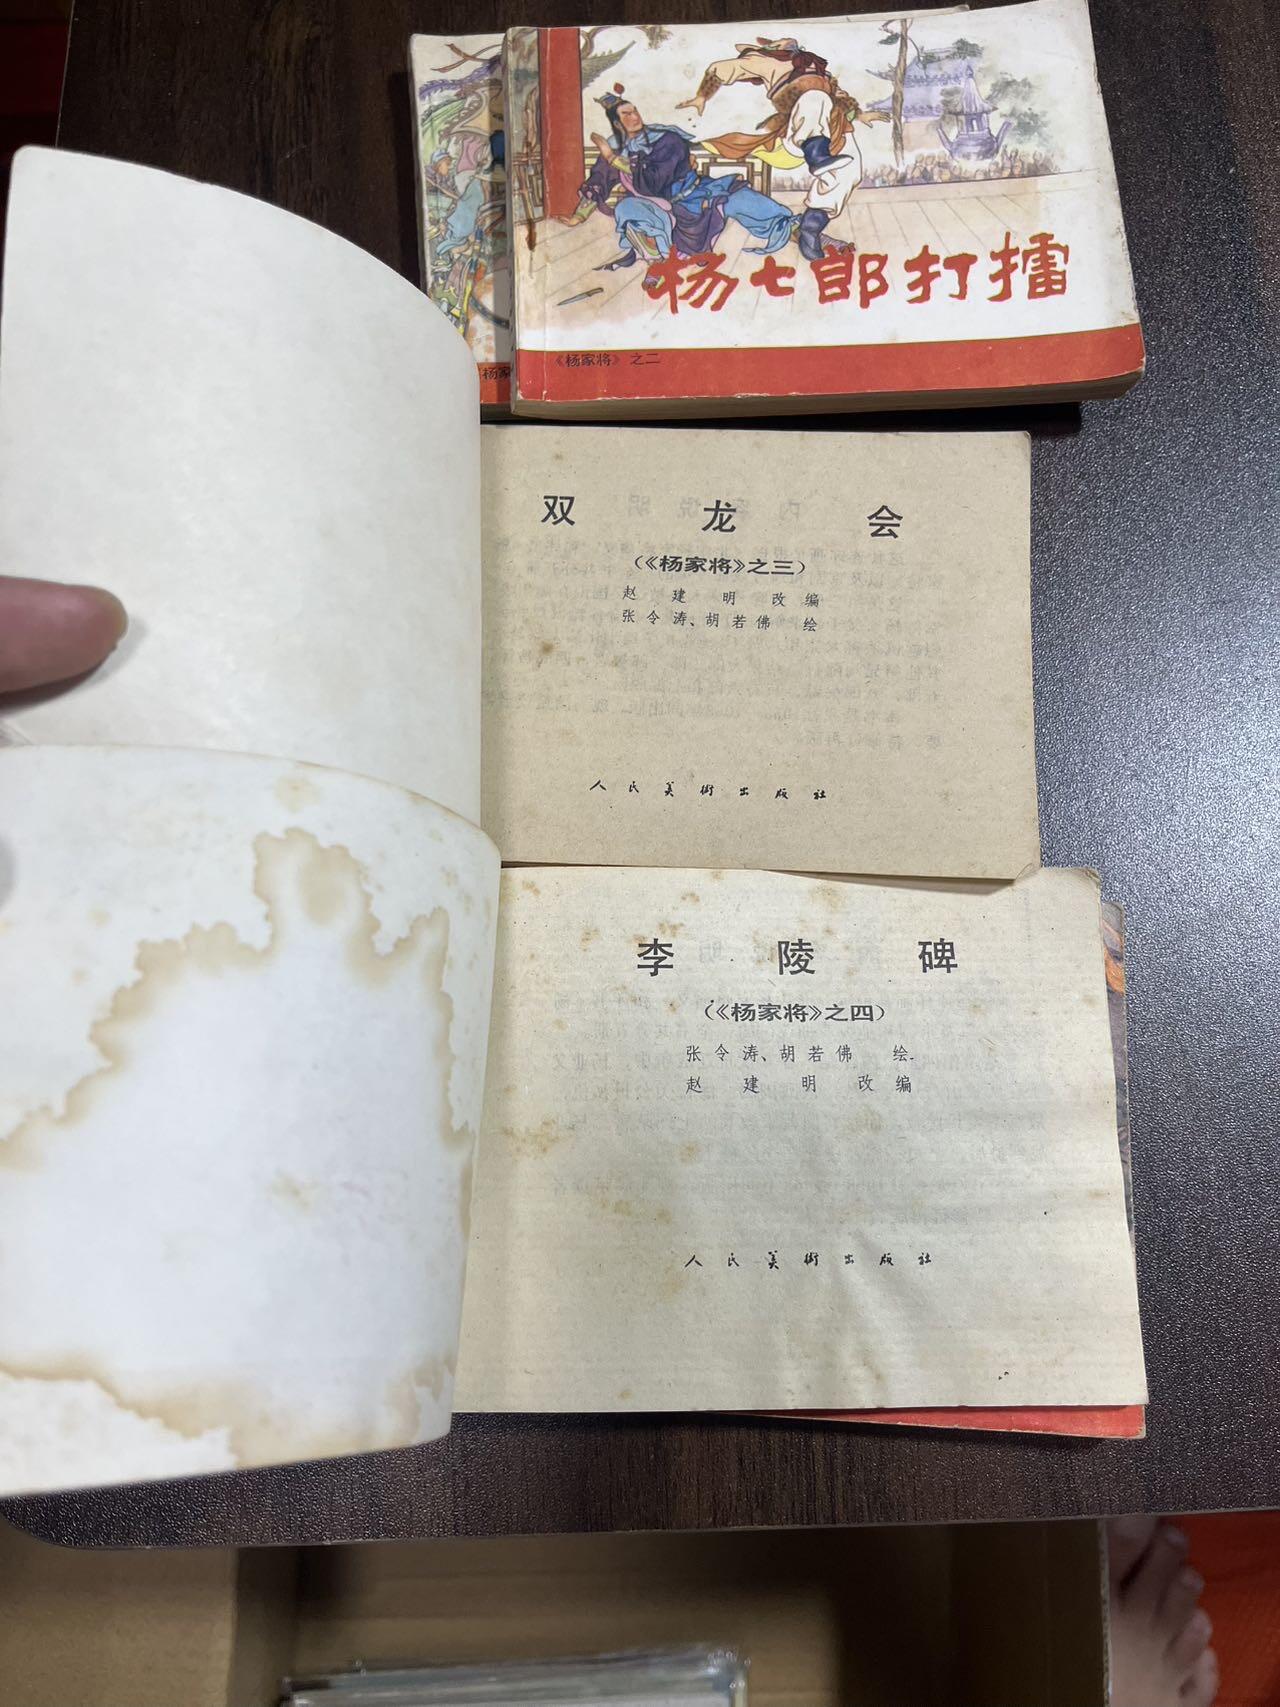 杨七郎打擂
《杨家将》之二
《杨家
双龙会
(《杨家将》之三)
赵建明改编
张令涛、胡若佛 绘
人民美術出版社
李陵碑
(《杨家将》之四)
张令涛、胡若佛 绘
赵建明改编
人民美術出版社